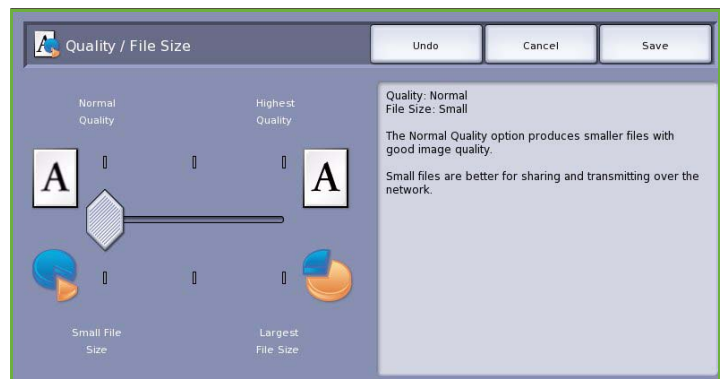 Quality / File Size
Undo
Cancel
Save
Normal
Quality
Highest
Quality
A
A
Small File
Size
Largest
File Size
Quality: Normal
File Size: Small
The Normal Quality option produces smaller files with
good image quality.
Small files are better for sharing and transmitting over the
network.